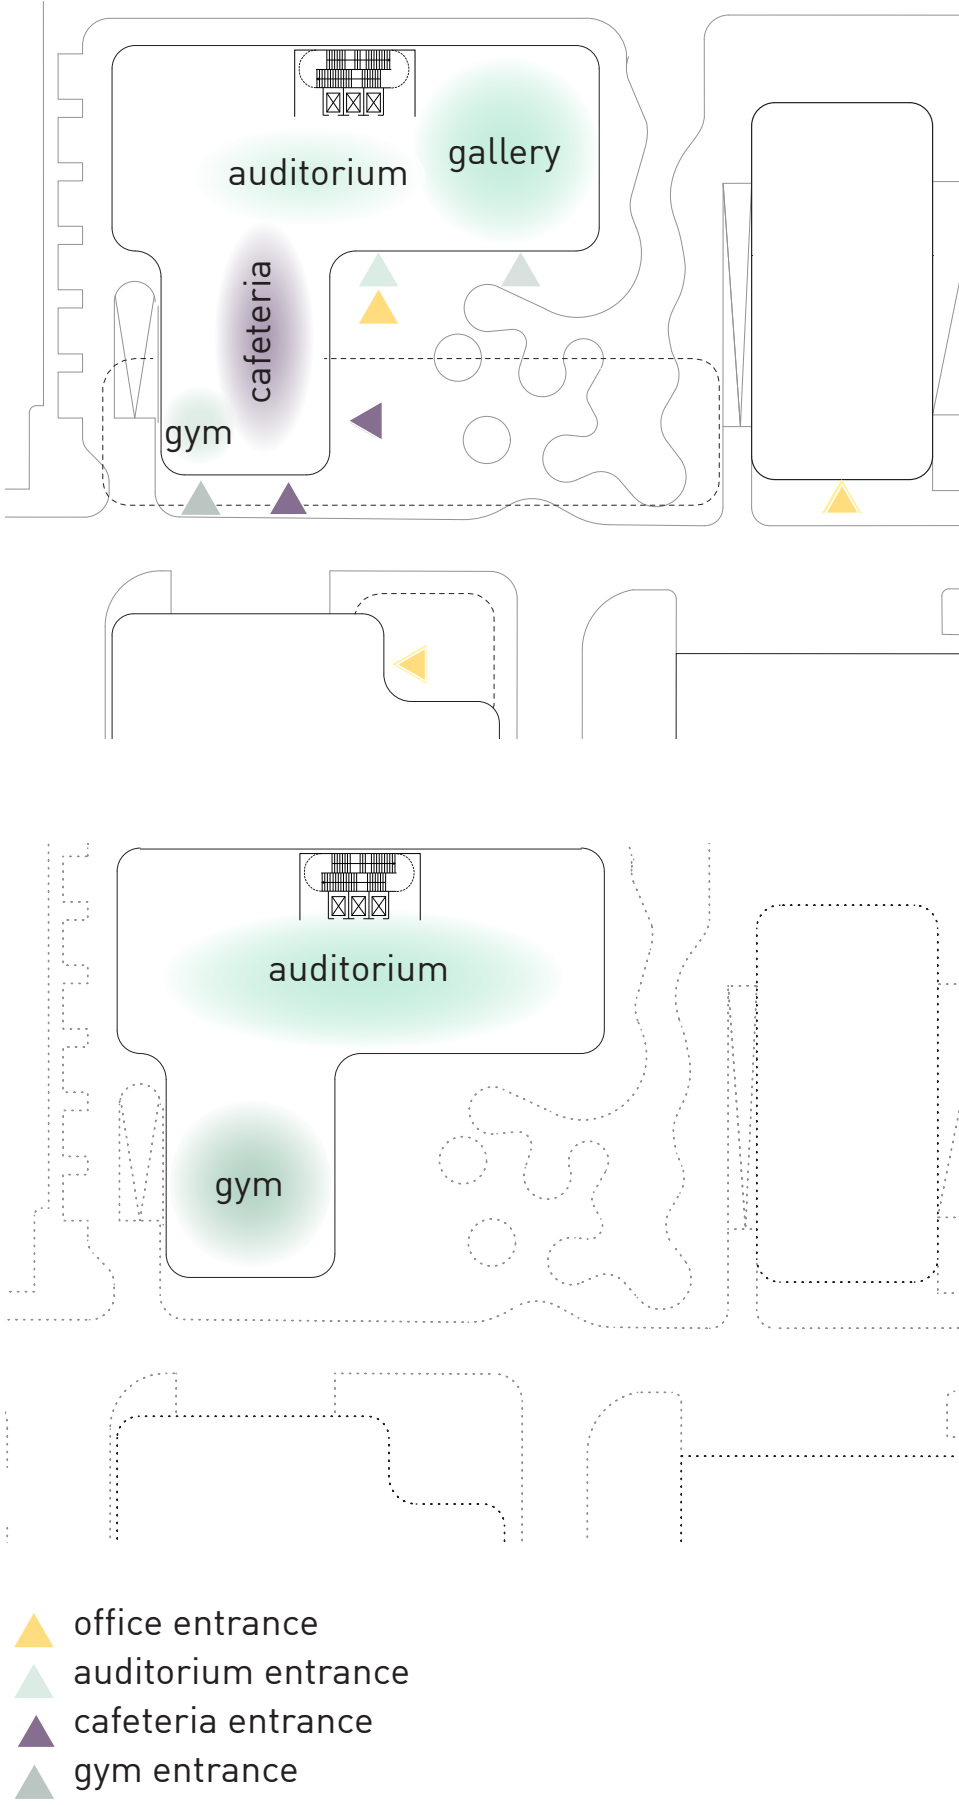 gallery
auditorium
cafeteria
gym
auditorium
gym
office entrance
auditorium entrance
cafeteria entrance
gym entrance